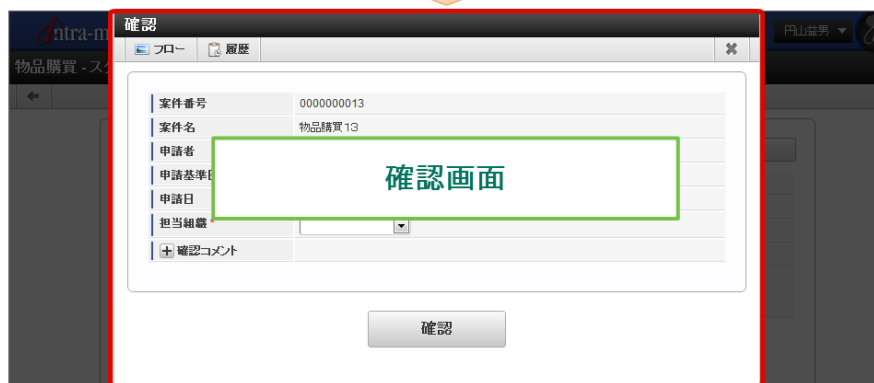 確認
intra-m
円山益男
フロー
履歴
物品購買 -ス
案件番号 0000000013
案件名 物品購買13
申請者
申請基準日
確認画面
申請日
担当組織*
確認コメント
確認